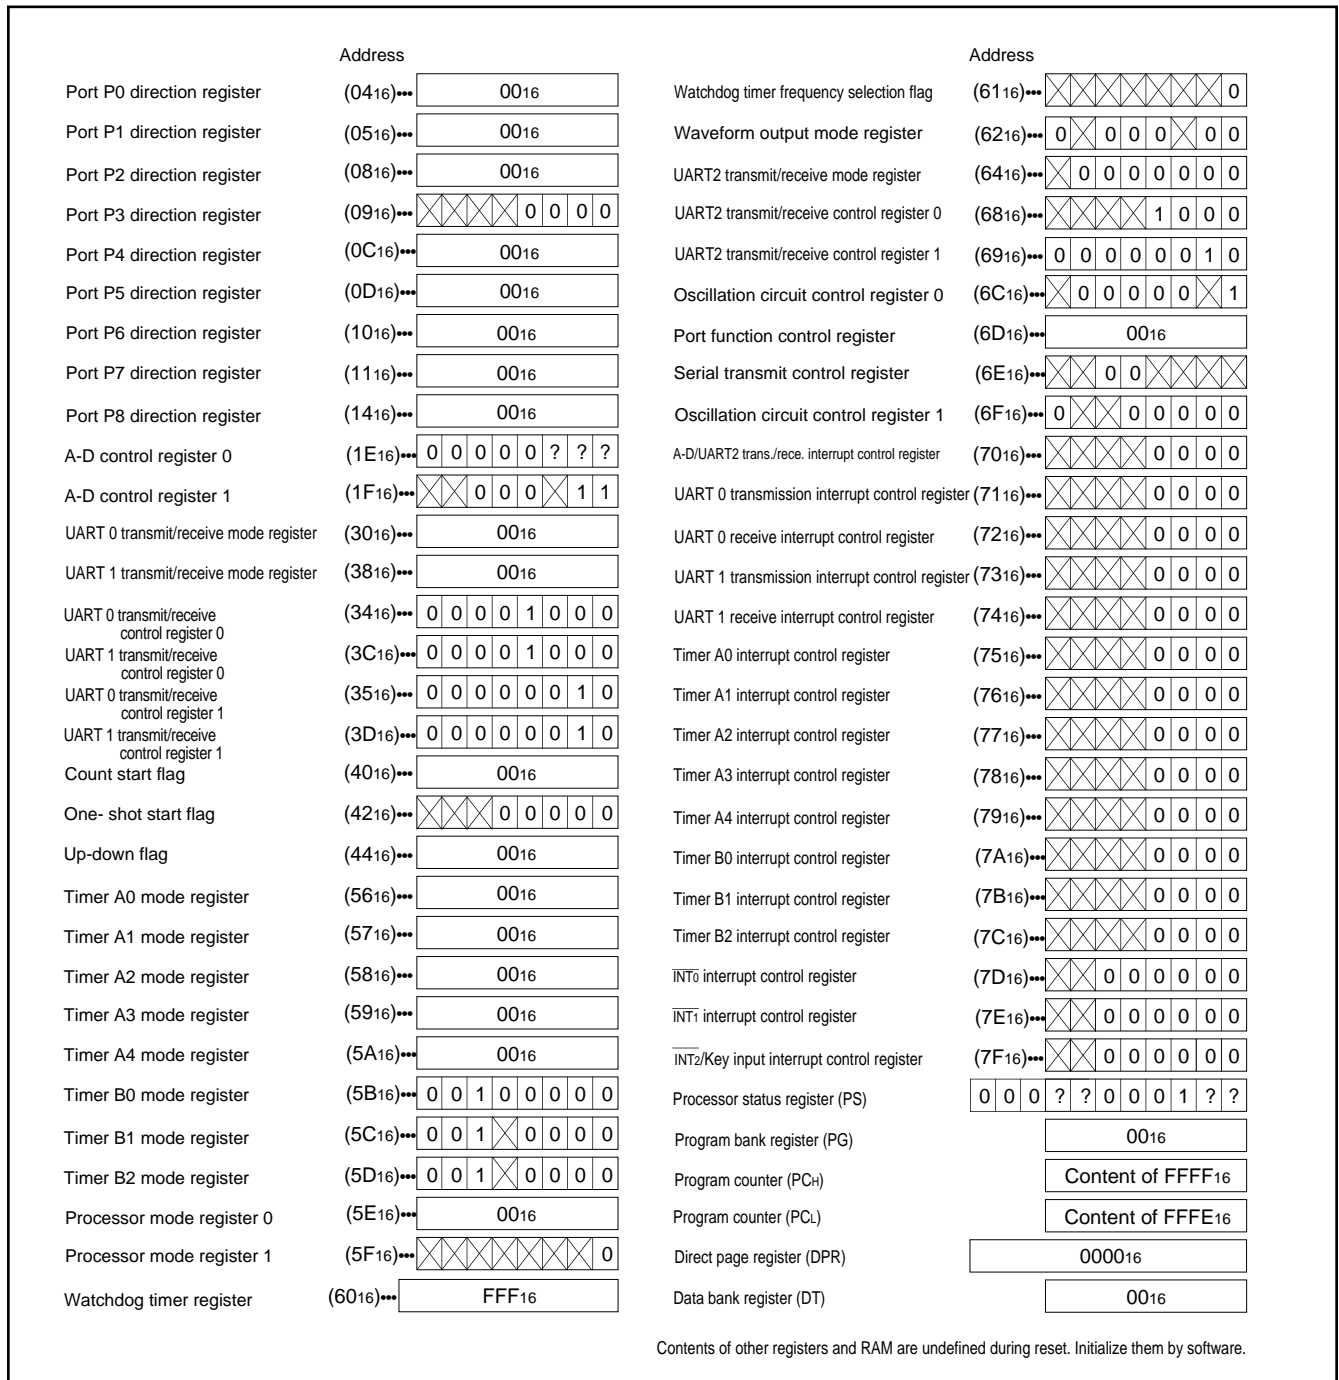 Address
Port P0 direction register (0416)••• 0016
Port P1 direction register (0516)••• 0016
Port P2 direction register (0816)••• 0016
Port P3 direction register (0916)••• 0 0 0 0
Port P4 direction register (0C16)••• 0016
Port P5 direction register (0D16)••• 0016
Port P6 direction register (1016)••• 0016
Port P7 direction register (1116)••• 0016
Port P8 direction register (1416)••• 0016
A-D control register 0 (1E16)••• 0 0 0 0 0 ? ? ?
A-D control register 1 (1F16)••• 0 0 0 1 1
UART 0 transmit/receive mode register (3016)••• 0016
UART 1 transmit/receive mode register (3816)••• 0016
UART 0 transmit/receive (3416)••• 0 0 0 0 1 0 0 0
control register 0
UART 1 transmit/receive (3C16)••• 0 0 0 0 1 0 0 0
control register 0
UART 0 transmit/receive (3516)••• 0 0 0 0 0 0 1 0
control register 1
UART 1 transmit/receive (3D16)••• 0 0 0 0 0 0 1 0
control register 1
Count start flag (4016)••• 0016
One- shot start flag (4216)••• 0 0 0 0 0
Up-down flag (4416)••• 0016
Timer A0 mode register (5616)••• 0016
Timer A1 mode register (5716)••• 0016
Timer A2 mode register (5816)••• 0016
Timer A3 mode register (5916)••• 0016
Timer A4 mode register (5A16)••• 0016
Timer B0 mode register (5B16)••• 0 0 1 0 0 0 0 0
Timer B1 mode register (5C16)••• 0 0 1 0 0 0 0
Timer B2 mode register (5D16)••• 0 0 1 0 0 0 0
Processor mode register 0 (5E16)••• 0016
Processor mode register 1 (5F16)••• 0
Watchdog timer register (6016)••• FFF16
Address
Watchdog timer frequency selection flag (6116)••• 0
Waveform output mode register (6216)••• 0 0 0 0 0 0
UART2 transmit/receive mode register (6416)••• 0 0 0 0 0 0 0
UART2 transmit/receive control register 0 (6816)••• 1 0 0 0
UART2 transmit/receive control register 1 (6916)••• 0 0 0 0 0 0 1 0
Oscillation circuit control register 0 (6C16)••• 0 0 0 0 0 1
Port function control register (6D16)••• 0016
Serial transmit control register (6E16)••• 0 0
Oscillation circuit control register 1 (6F16)••• 0 0 0 0 0 0
A-D/UART2 trans./rece. interrupt control register (7016)••• 0 0 0 0
UART 0 transmission interrupt control register (7116)••• 0 0 0 0
UART 0 receive interrupt control register (7216)••• 0 0 0 0
UART 1 transmission interrupt control register (7316)••• 0 0 0 0
UART 1 receive interrupt control register (7416)••• 0 0 0 0
Timer A0 interrupt control register (7516)••• 0 0 0 0
Timer A1 interrupt control register (7616)••• 0 0 0 0
Timer A2 interrupt control register (7716)••• 0 0 0 0
Timer A3 interrupt control register (7816)••• 0 0 0 0
Timer A4 interrupt control register (7916)••• 0 0 0 0
Timer B0 interrupt control register (7A16)••• 0 0 0 0
Timer B1 interrupt control register (7B16)••• 0 0 0 0
Timer B2 interrupt control register (7C16)••• 0 0 0 0
INT0 interrupt control register (7D16)••• 0 0 0 0 0 0
INT1 interrupt control register (7E16)••• 0 0 0 0 0 0
INT2/Key input interrupt control register (7F16)••• 0 0 0 0 0 0
Processor status register (PS) 0 0 0 ? ? 0 0 0 1 ? ?
Program bank register (PG) 0016
Program counter (PCH) Content of FFFF16
Program counter (PCL) Content of FFFE16
Direct page register (DPR) 000016
Data bank register (DT) 0016
Contents of other registers and RAM are undefined during reset. Initialize them by software.